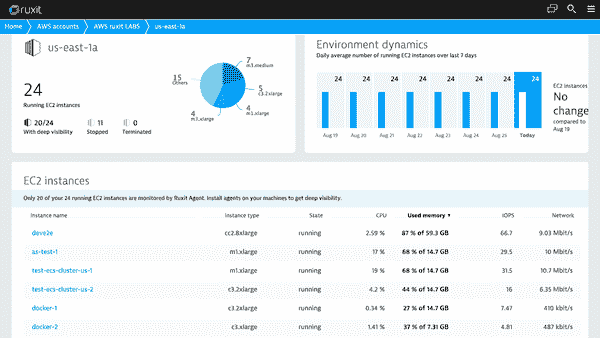 ruxit
Home AWS accounts AWS ruxit LABS us-east-1a
us-east-1a
24
Running EC2 instances
20/24 11 0
With deep visibility Stopped Terminated
7
m1.medium
5
c3.2xlarge
4
m1.xlarge
4
m1.xlarge
15
Others
Environment dynamics
Daily average number of running EC2 instances over last 7 days
24 24 24 24 24 24 24
Aug 19 Aug 20 Aug 21 Aug 22 Aug 24 Aug 25 Today
EC2 instances
No
change
compared to
Aug 19
EC2 instances
Only 20 of your 24 running EC2 instances are monitored by Ruxit Agent. Install agents on your machines to get deep visibility.
Instance name Instance type State CPU Used memory ▼ IOPS Network
cc2.8xlarge running 2.59 % 87 % of 59.3 GB 66.7 9.03 Mbit/s
as-test-1 m1.xlarge running 17 % 68 % of 14.7 GB 29.5 10 Mbit/s
test-ecs-cluster-us-1 m1.xlarge running 19 % 68 % of 14.7 GB 31.5 10.7 Mbit/s
test-ecs-cluster-us-2 c3.2xlarge running 4.2 % 44 % of 14.7 GB 16 6.35 Mbit/s
docker-1 c3.2xlarge running 0.34 % 27 % of 14.7 GB 7.47 410 kbit/s
docker-2 c3.xlarge running 1.41 % 37 % of 7.31 GB 4.81 487 kbit/s